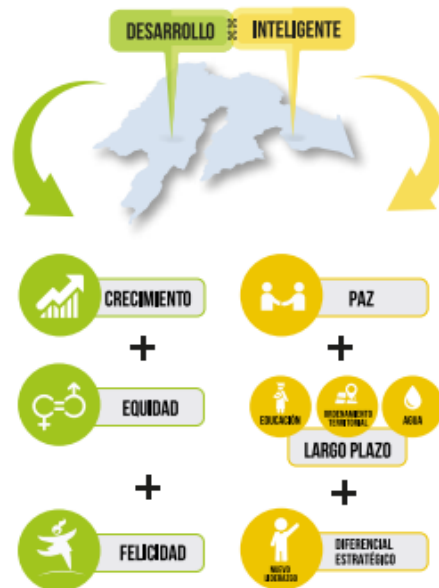 DESARROLLO
INTELIGENTE
CRECIMIENTO
+
EQUIDAD
+
FELICIDAD
PAZ
+
EDUCACIÓN
ORDENAMIENTO
TERRITORIAL
AGUA
LARGO PLAZO
+
NUEVO
LIDERAZGO
DIFERENCIAL
ESTRATÉGICO